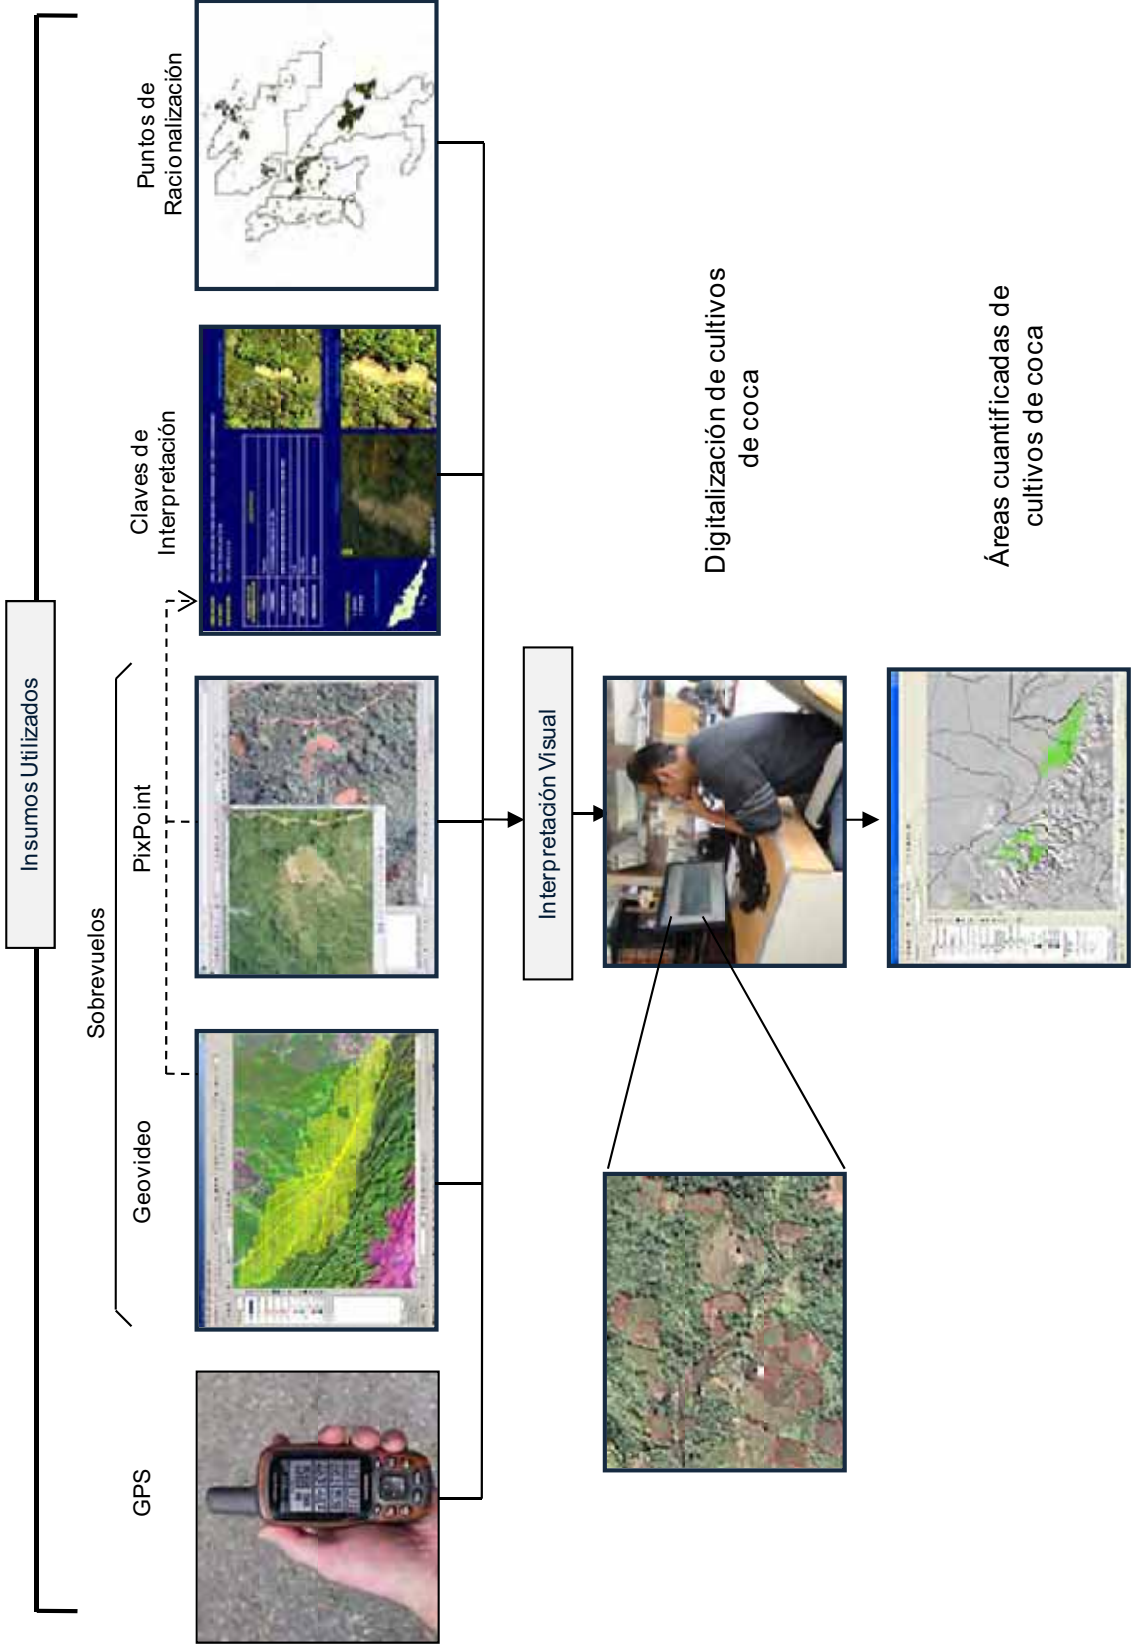 Insumos Utilizados
Sobrevuelos
GPS
Geovideo
PixPoint
Claves de
Interpretación
Puntos de
Racionalización
Interpretación Visual
Digitalización de cultivos
de coca
Áreas cuantificadas de
cultivos de coca